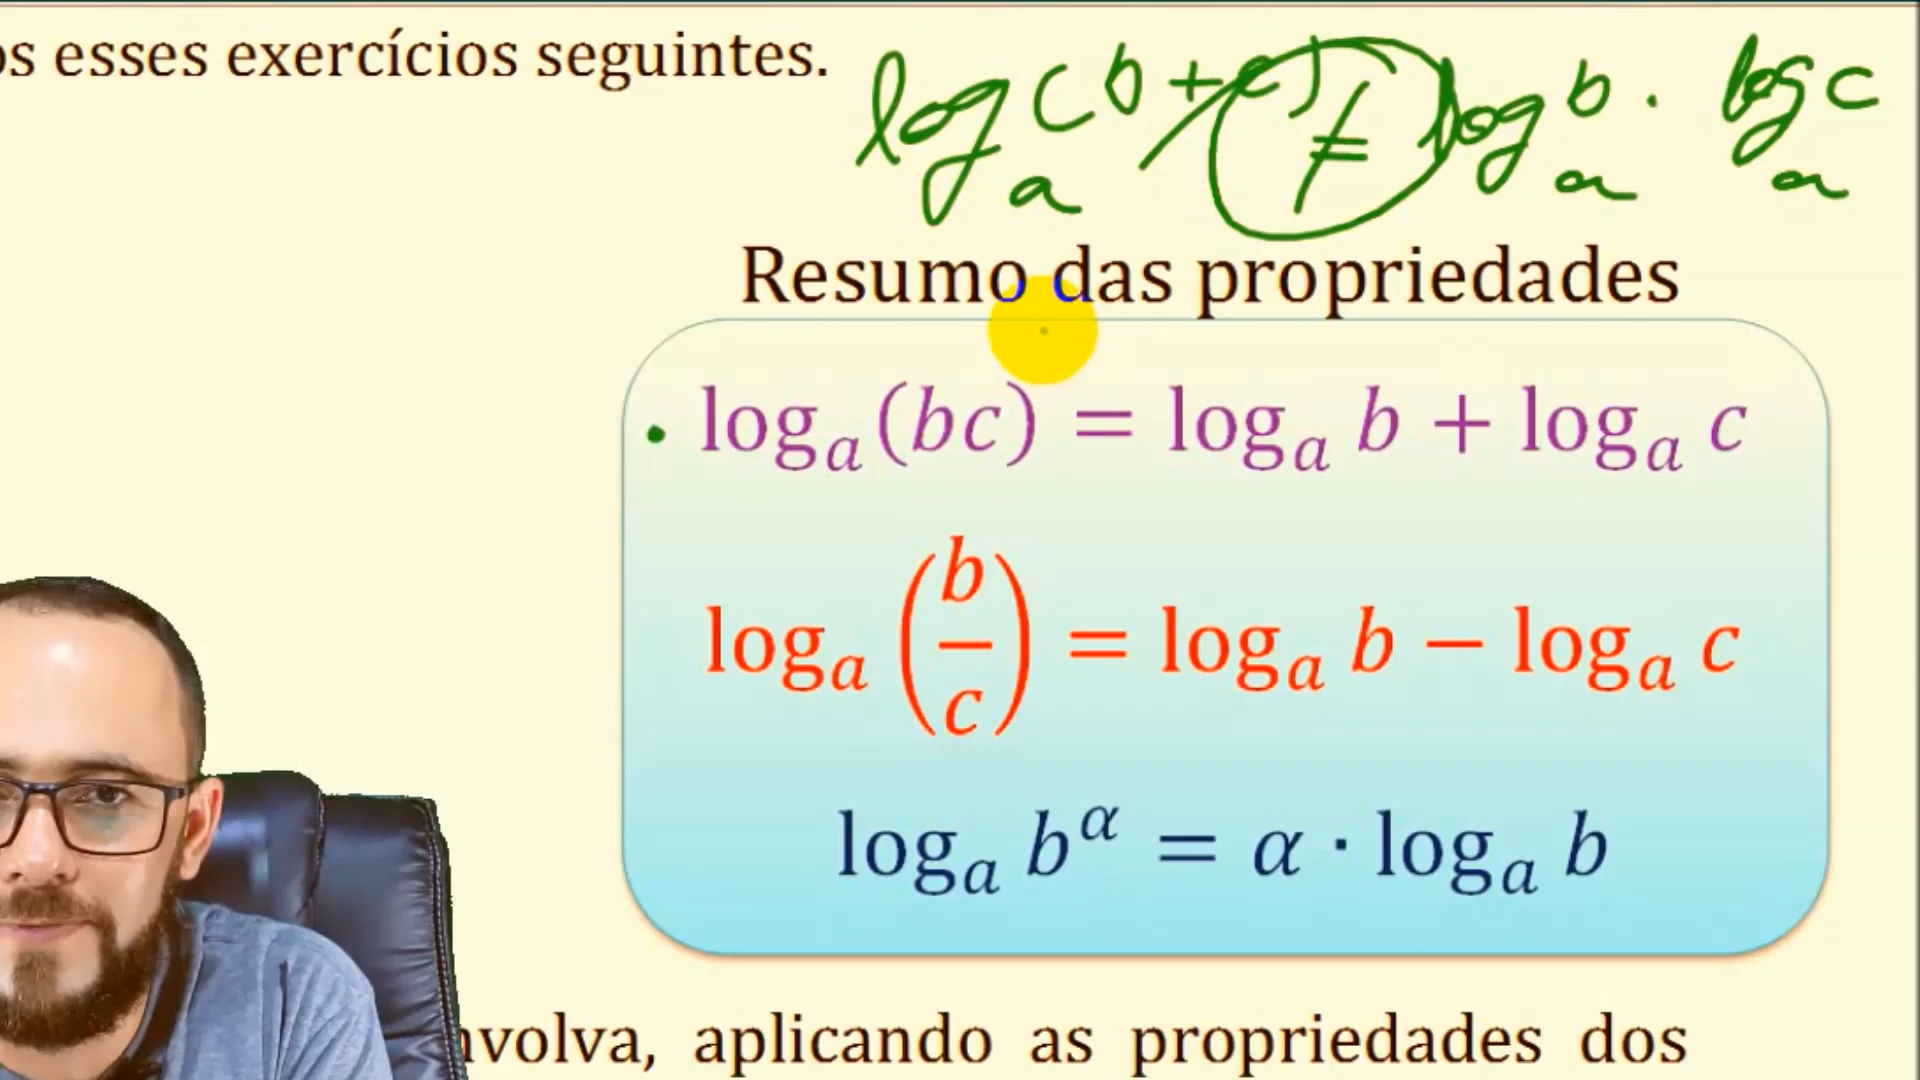 os esses exercícios seguintes.
log_a (b + c) ≠ log_a b · log_a c
Resumo das propriedades
• log_a (bc) = log_a b + log_a c
log_a (b/c) = log_a b − log_a c
log_a b^α = α · log_a b
nvolva, aplicando as propriedades dos